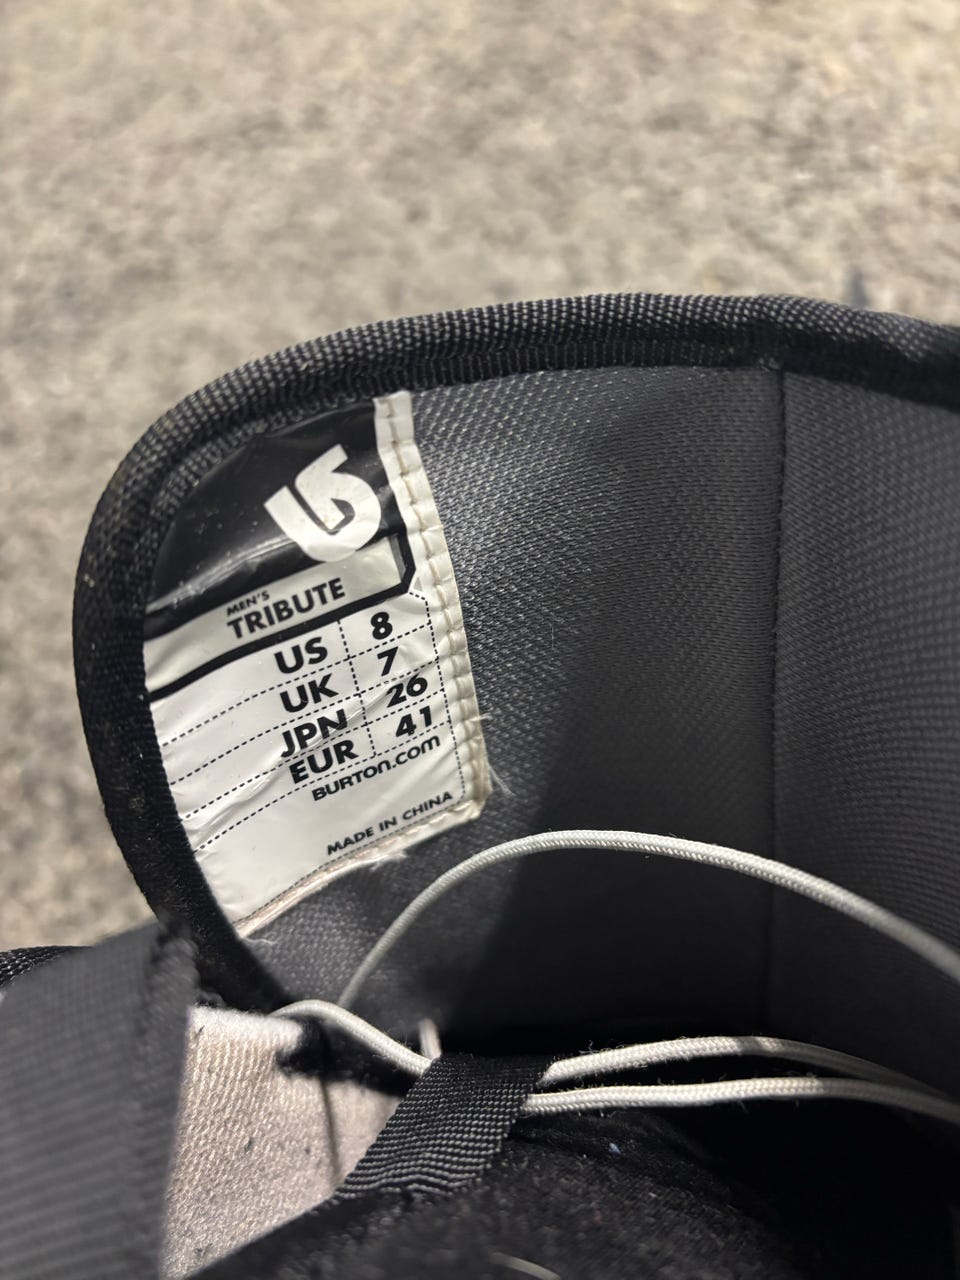 MEN'S
TRIBUTE
US 8
UK 7
JPN 26
EUR 41
BURTON.COM
MADE IN CHINA